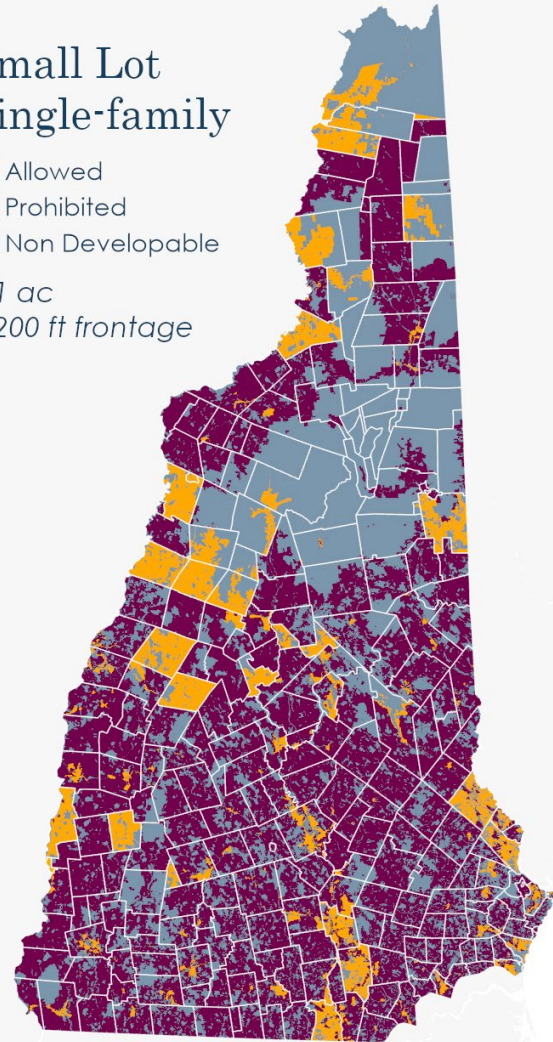 mall Lot
ingle-family
Allowed
Prohibited
Non Developable
1 ac
200 ft frontage